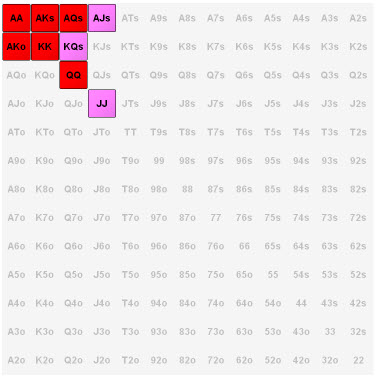 AA AKs AQs AJs ATs A9s A8s A7s A6s A5s A4s A3s A2s
AKo KK KQs KJs KTs K9s K8s K7s K6s K5s K4s K3s K2s
AQo KQo QQ QJs QTs Q9s Q8s Q7s Q6s Q5s Q4s Q3s Q2s
AJo KJo QJo JJ JTs J9s J8s J7s J6s J5s J4s J3s J2s
ATo KTo QTo JTo TT T9s T8s T7s T6s T5s T4s T3s T2s
A9o K9o Q9o J9o T9o 99 98s 97s 96s 95s 94s 93s 92s
A8o K8o Q8o J8o T8o 98o 88 87s 86s 85s 84s 83s 82s
A7o K7o Q7o J7o T7o 97o 87o 77 76s 75s 74s 73s 72s
A6o K6o Q6o J6o T6o 96o 86o 76o 66 65s 64s 63s 62s
A5o K5o Q5o J5o T5o 95o 85o 75o 65o 55 54s 53s 52s
A4o K4o Q4o J4o T4o 94o 84o 74o 64o 54o 44 43s 42s
A3o K3o Q3o J3o T3o 93o 83o 73o 63o 53o 43o 33 32s
A2o K2o Q2o J2o T2o 92o 82o 72o 62o 52o 42o 32o 22